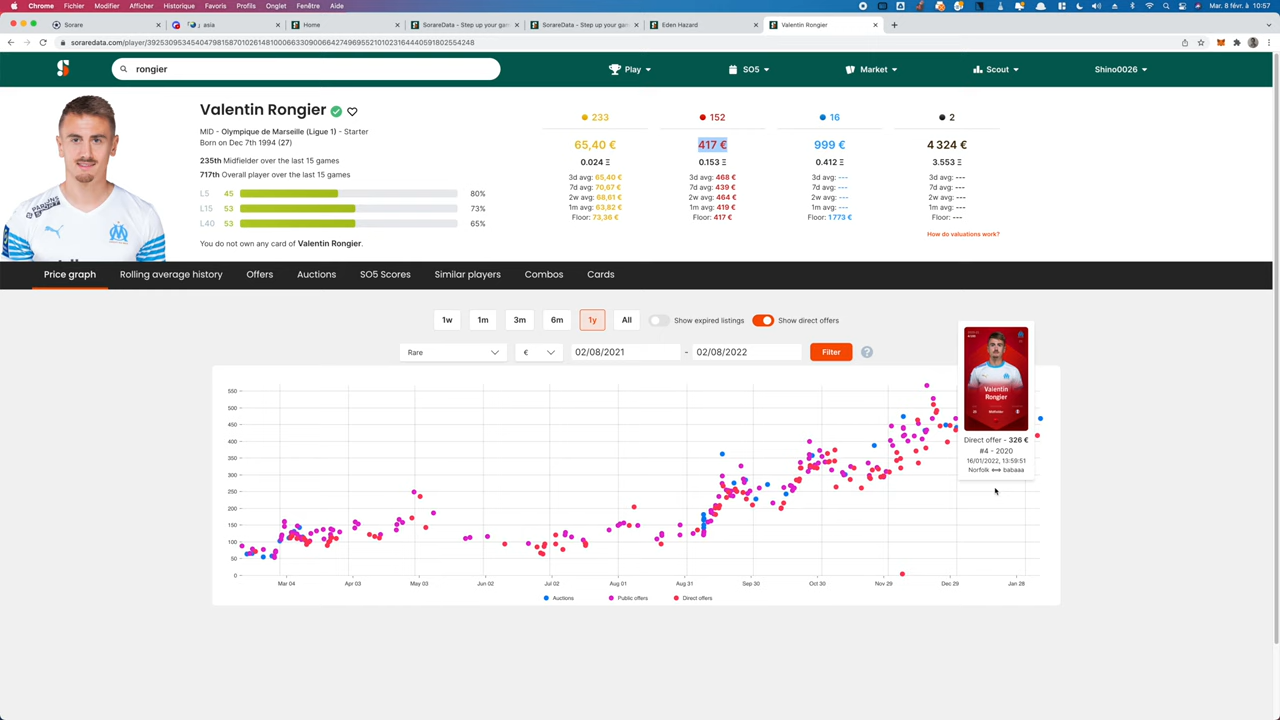 Chrome Fichier Modifier Afficher Historique Favoris Profils Onglet Fenêtre Aide Mar. 8 févr. à 10:57
Sorare asia Home SorareData - Step up your gam SorareData - Step up your gam Eden Hazard Valentin Rongier
rongier Play SO5 Market Scout Shino0026
Valentin Rongier
MID - Olympique de Marseille (Ligue 1) - Starter
Born on Dec 7th 1994 (27)
235th Midfielder over the last 15 games
717th Overall player over the last 15 games
L5 45 80%
L15 53 73%
L40 53 65%
You do not own any card of Valentin Rongier.
233 152 16 2
65,40 € 417 € 999 € 4 324 €
0.024 Ξ 0.153 Ξ 0.412 Ξ 3.553 Ξ
3d avg: 65,40 € 3d avg: 468 € 3d avg: --- 3d avg: ---
7d avg: 70,67 € 7d avg: 439 € 7d avg: --- 7d avg: ---
2w avg: 68,61 € 2w avg: 464 € 2w avg: --- 2w avg: ---
1m avg: 63,82 € 1m avg: 419 € 1m avg: --- 1m avg: ---
Floor: 73,36 € Floor: 417 € Floor: 1 773 € Floor: ---
How do valuations work?
Price graph Rolling average history Offers Auctions SO5 Scores Similar players Combos Cards
1w 1m 3m 6m 1y All Show expired listings Show direct offers
Rare € 02/08/2021 - 02/08/2022 Filter ?
550
500
450
400
350
300
250
200
150
100
50
0
Mar 04 Apr 03 May 03 Jun 02 Jul 02 Aug 01 Aug 31 Sep 30 Oct 30 Nov 29 Dec 29 Jan 28
Auctions Public offers Direct offers
Valentin
Rongier
Midfielder
Direct offer - 326 €
#4 - 2020
16/01/2022, 13:59:51
Norfolk ⟺ babaaa